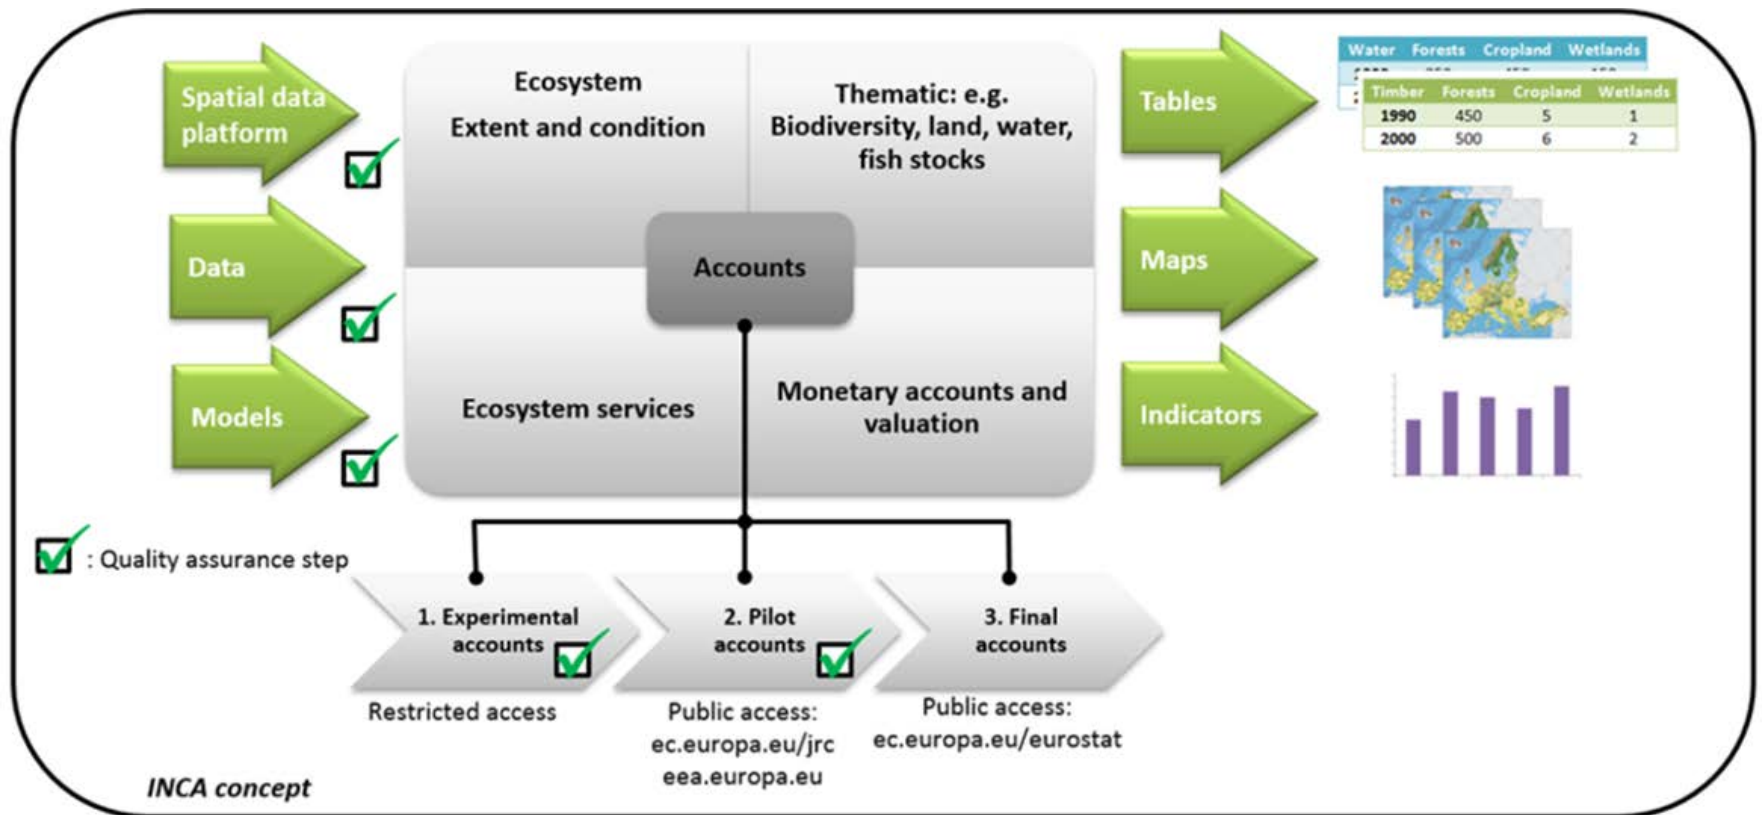 Spatial data
platform
Data
Models
Ecosystem
Extent and condition
Thematic: e.g.
Biodiversity, land, water,
fish stocks
Accounts
Ecosystem services
Monetary accounts and
valuation
Tables
Maps
Indicators
Water Forests Cropland Wetlands
Timber Forests Cropland Wetlands
1990 450 5 1
2000 500 6 2
: Quality assurance step
1. Experimental
accounts
Restricted access
2. Pilot
accounts
Public access:
ec.europa.eu/jrc
eea.europa.eu
3. Final
accounts
Public access:
ec.europa.eu/eurostat
INCA concept